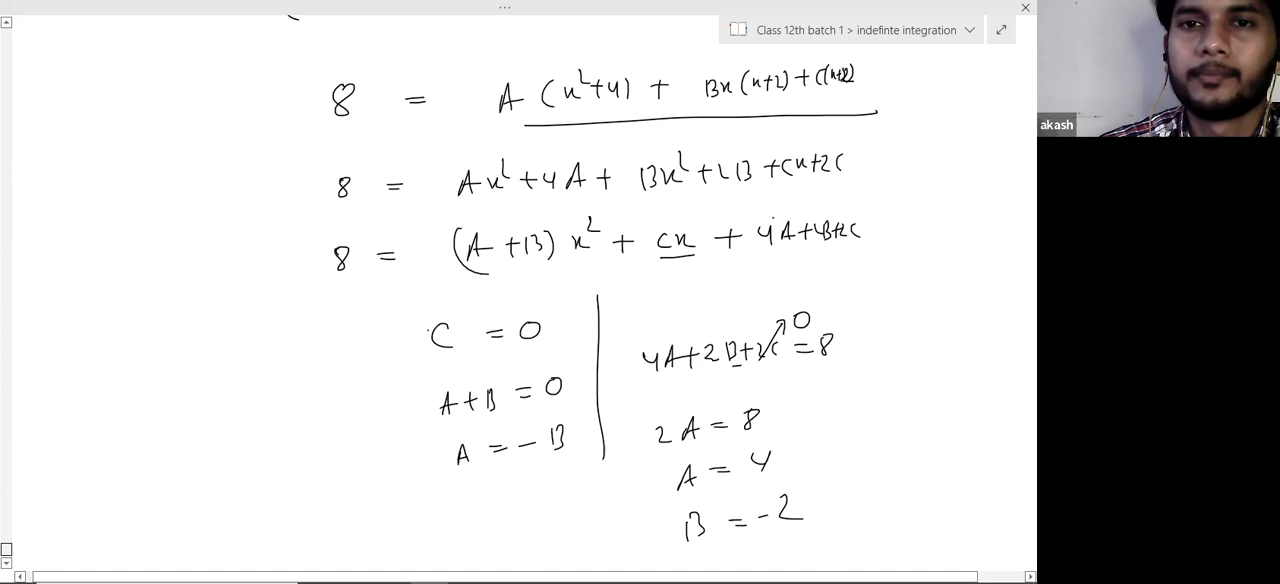 Class 12th batch 1 > indefinte integration
akash
8 = A (x²+4) + Bx (x+2) + C(x+2)
8 = Ax² + 4A + Bx² + 2B + Cx + 2C
8 = (A + B) x² + Cx + 4A + 4B + 2C
C = 0
A + B = 0
A = - B
4A + 2B + 2C = 8
0
2A = 8
A = 4
B = -2